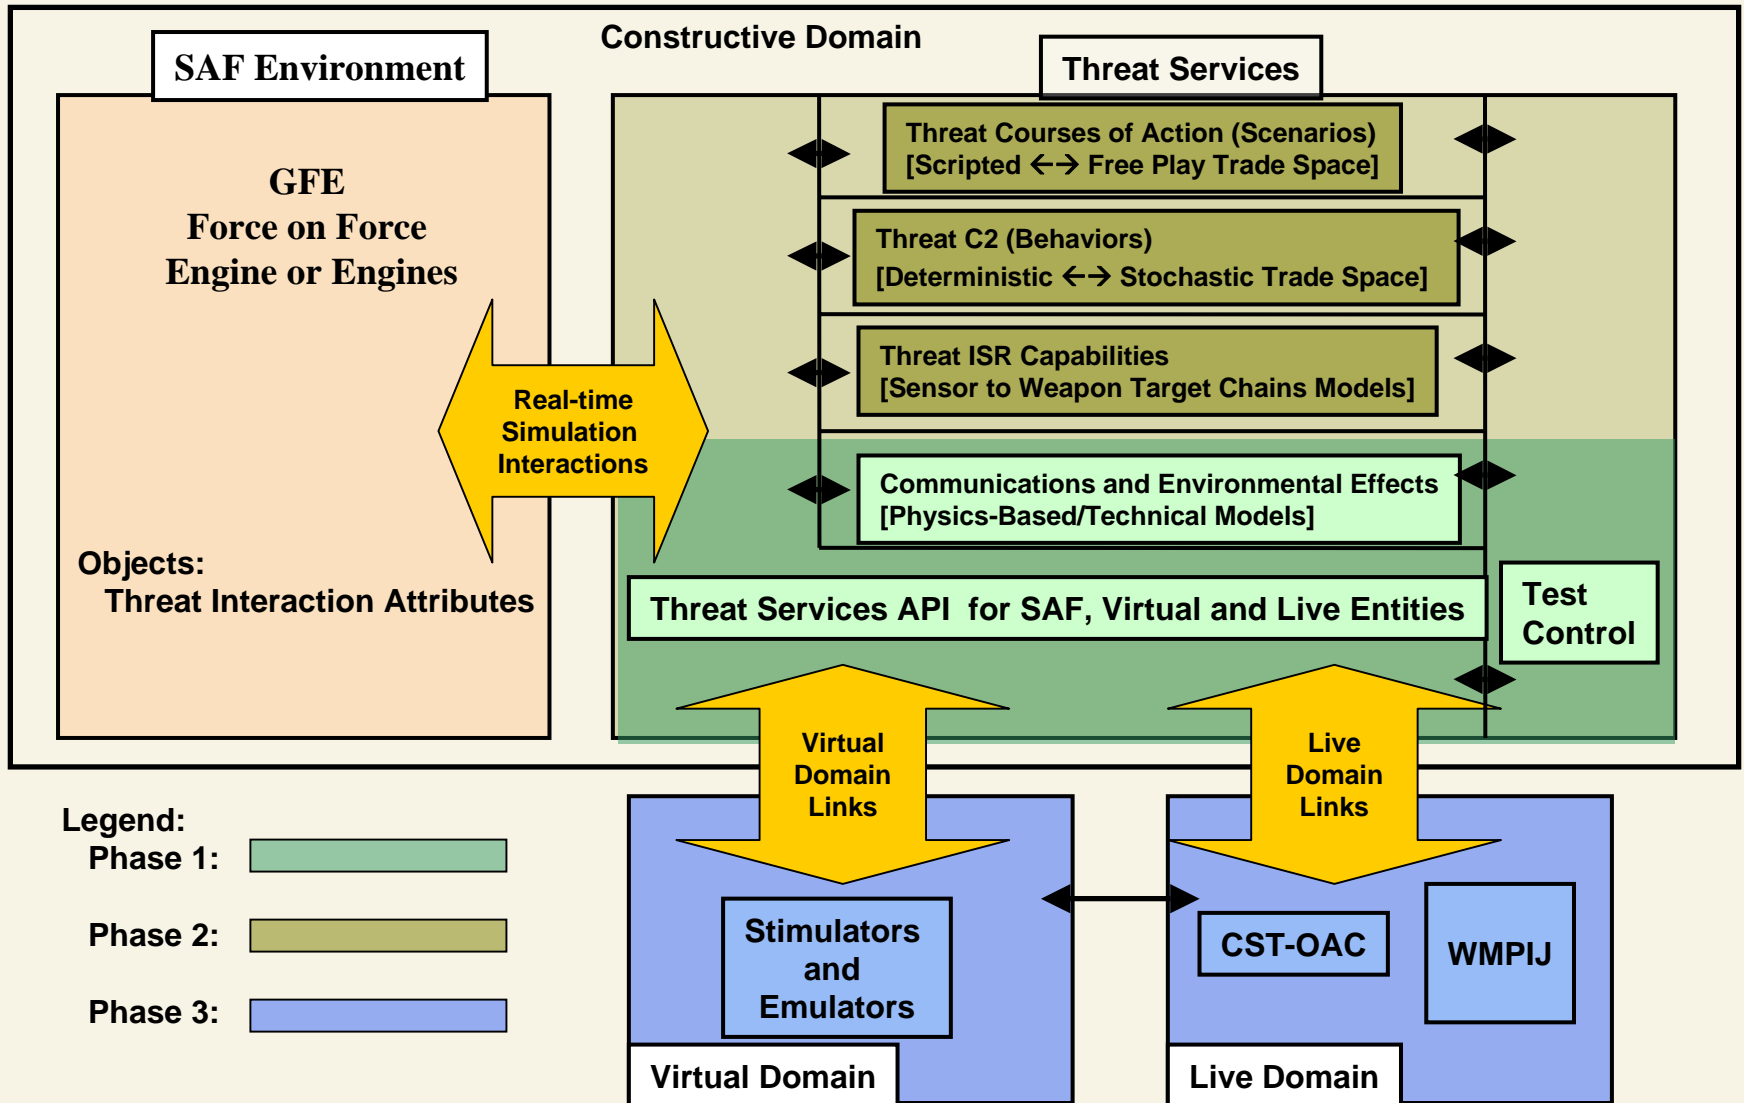 Constructive Domain
SAF Environment
GFE
Force on Force
Engine or Engines
Objects:
Threat Interaction Attributes
Real-time
Simulation
Interactions
Threat Services
Threat Courses of Action (Scenarios)
[Scripted ←→ Free Play Trade Space]
Threat C2 (Behaviors)
[Deterministic ←→ Stochastic Trade Space]
Threat ISR Capabilities
[Sensor to Weapon Target Chains Models]
Communications and Environmental Effects
[Physics-Based/Technical Models]
Threat Services API for SAF, Virtual and Live Entities
Test
Control
Virtual
Domain
Links
Live
Domain
Links
Legend:
Phase 1:
Phase 2:
Phase 3:
Stimulators
and
Emulators
Virtual Domain
CST-OAC
WMPIJ
Live Domain